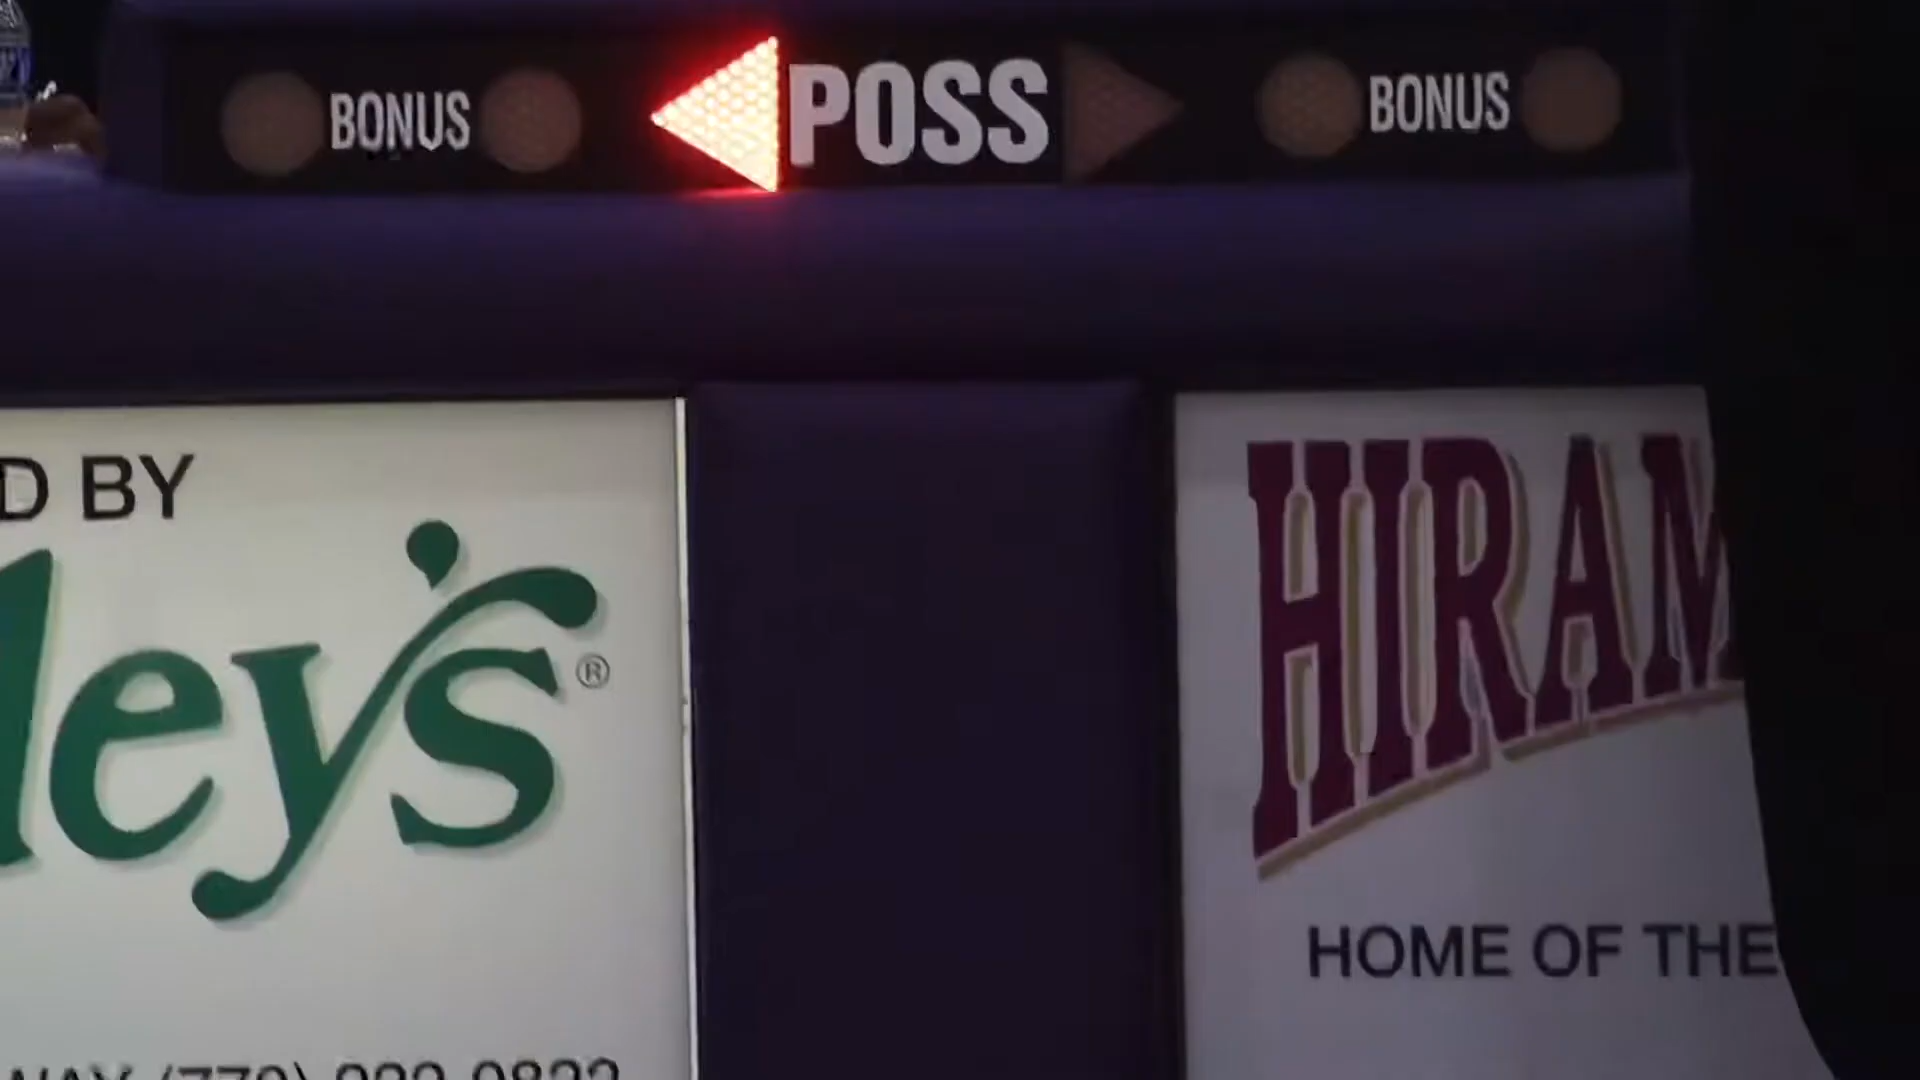 BONUS POSS BONUS
D BY
ley's ®
HIRAM
HOME OF THE